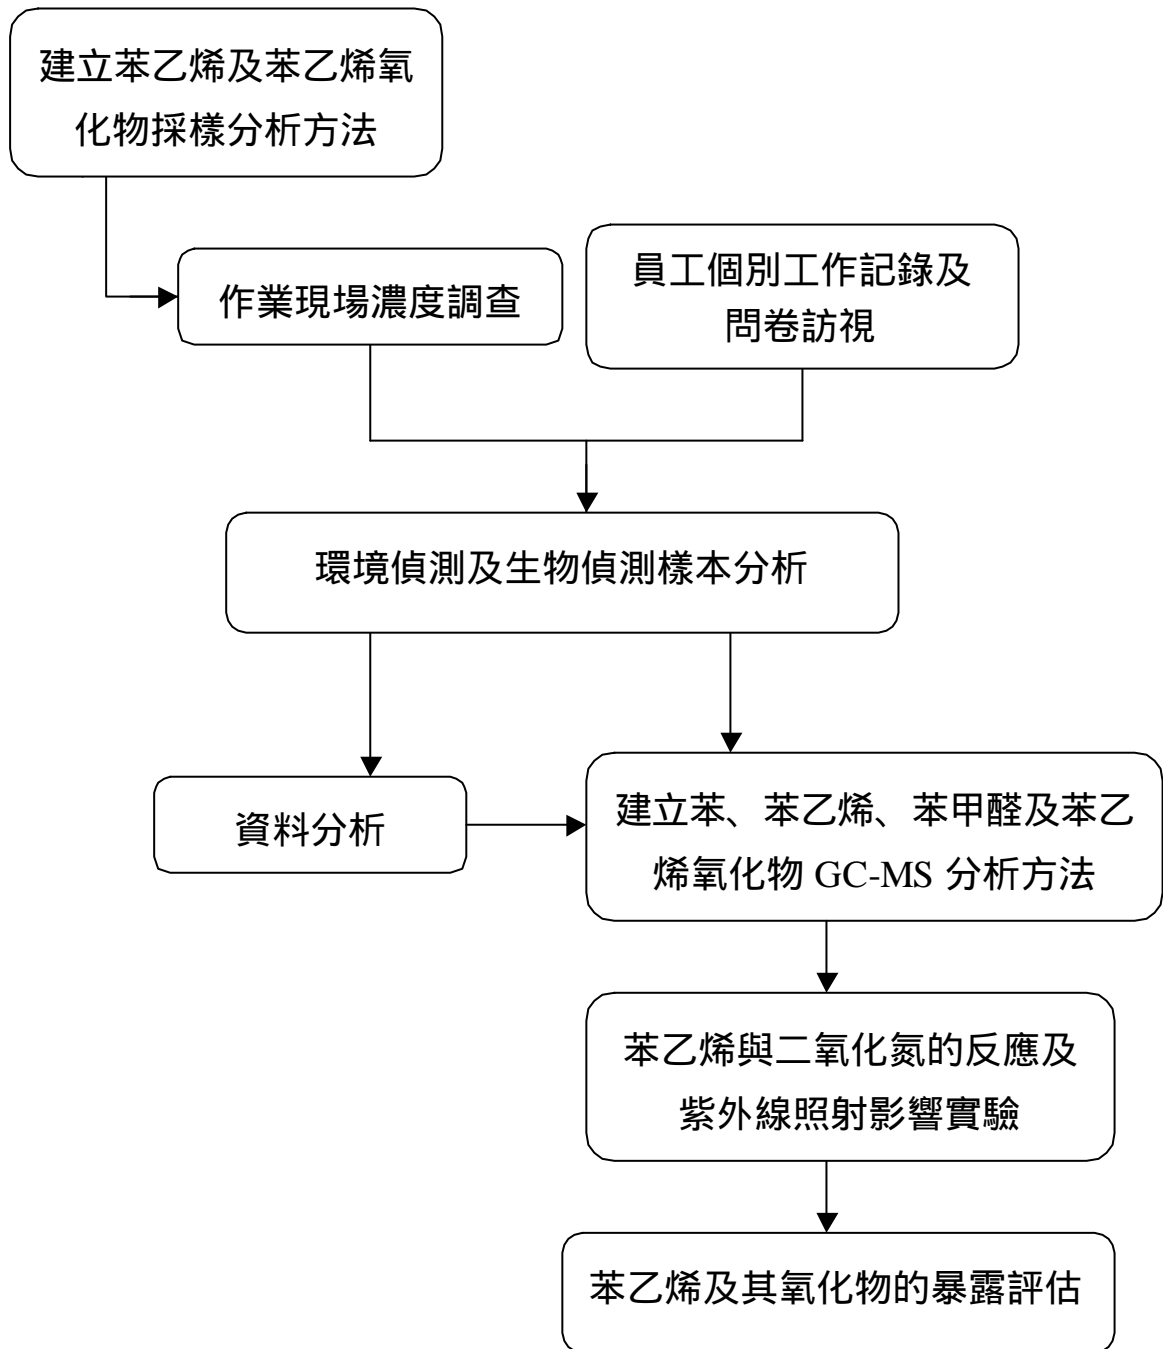 建立苯乙烯及苯乙烯氧
化物採樣分析方法
作業現場濃度調查
員工個別工作記錄及
問卷訪視
環境偵測及生物偵測樣本分析
資料分析
建立苯、苯乙烯、苯甲醛及苯乙
烯氧化物 GC-MS 分析方法
苯乙烯與二氧化氮的反應及
紫外線照射影響實驗
苯乙烯及其氧化物的暴露評估